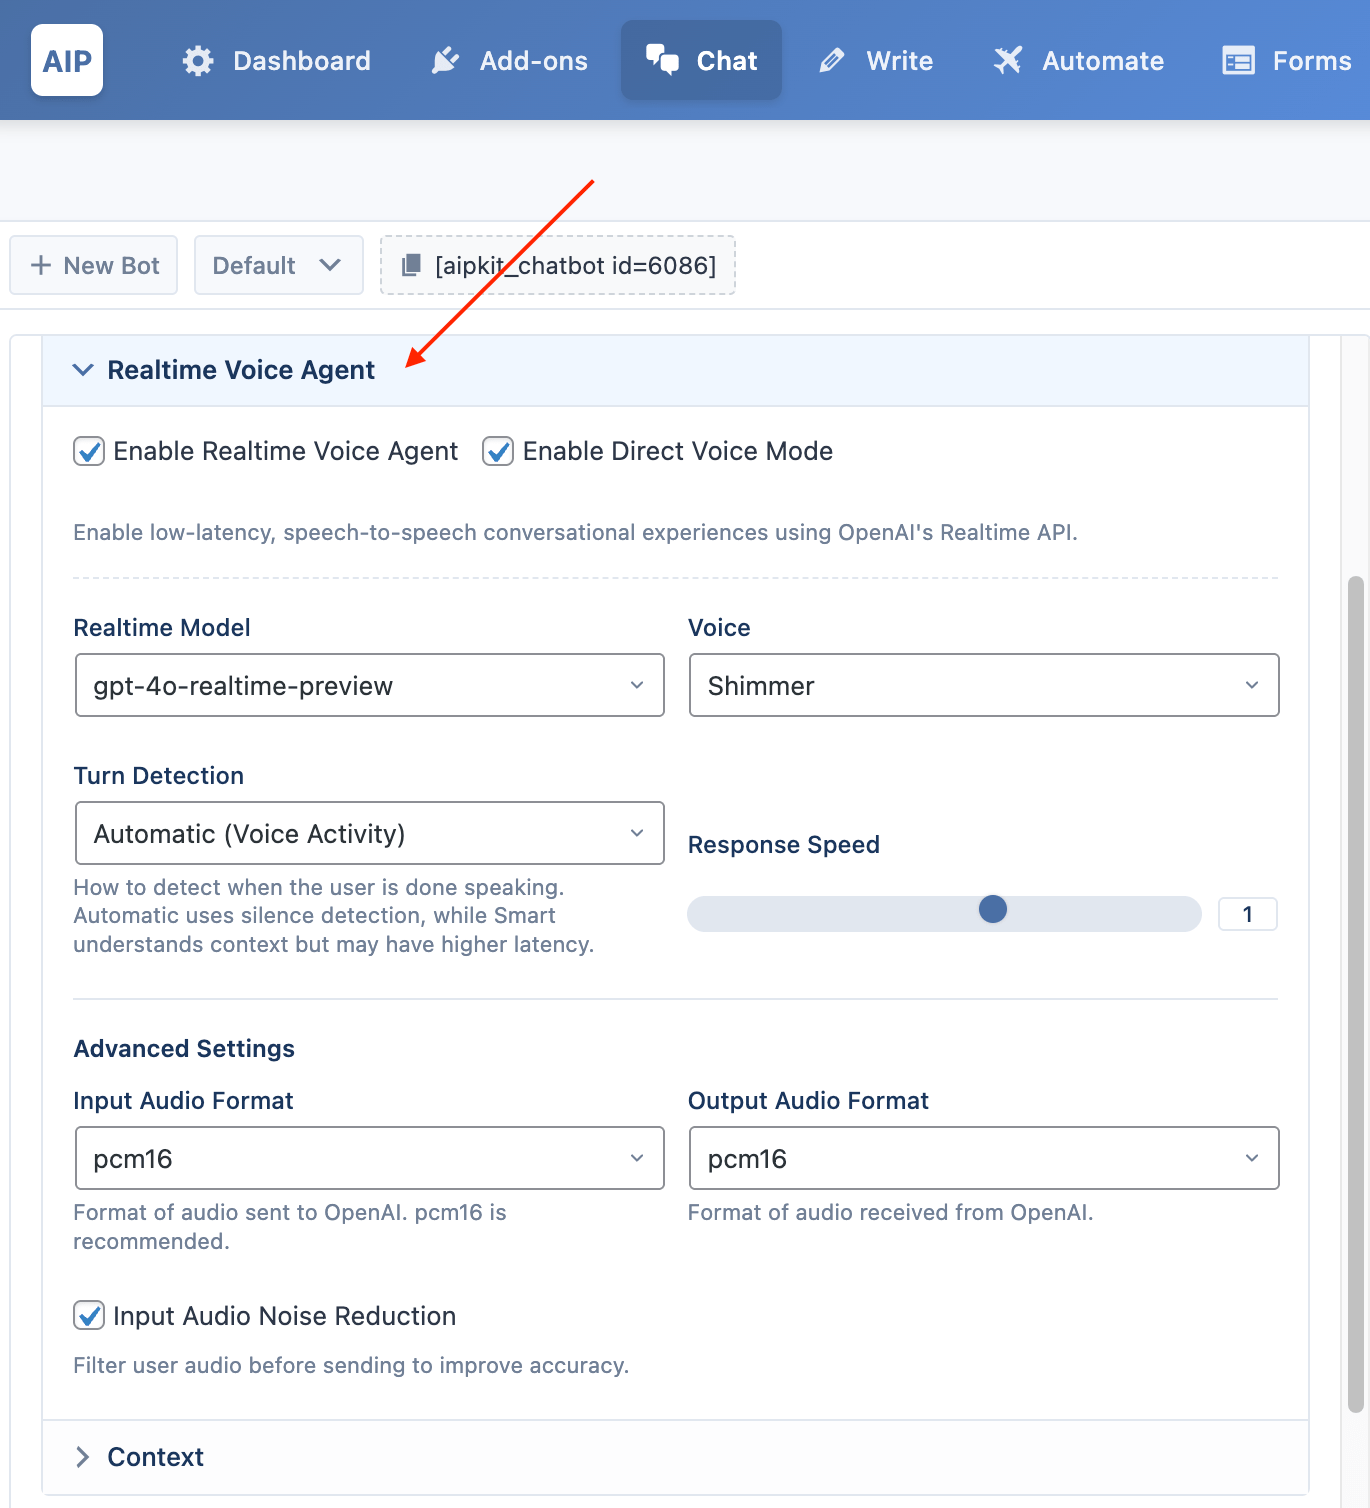 AIP
Dashboard
Add-ons
Chat
Write
Automate
Forms
New Bot
Default
[aipkit_chatbot id=6086]
Realtime Voice Agent
Enable Realtime Voice Agent
Enable Direct Voice Mode
Enable low-latency, speech-to-speech conversational experiences using OpenAI's Realtime API.
Realtime Model
gpt-4o-realtime-preview
Voice
Shimmer
Turn Detection
Automatic (Voice Activity)
How to detect when the user is done speaking.
Automatic uses silence detection, while Smart
understands context but may have higher latency.
Response Speed
1
Advanced Settings
Input Audio Format
pcm16
Format of audio sent to OpenAI. pcm16 is
recommended.
Output Audio Format
pcm16
Format of audio received from OpenAI.
Input Audio Noise Reduction
Filter user audio before sending to improve accuracy.
Context